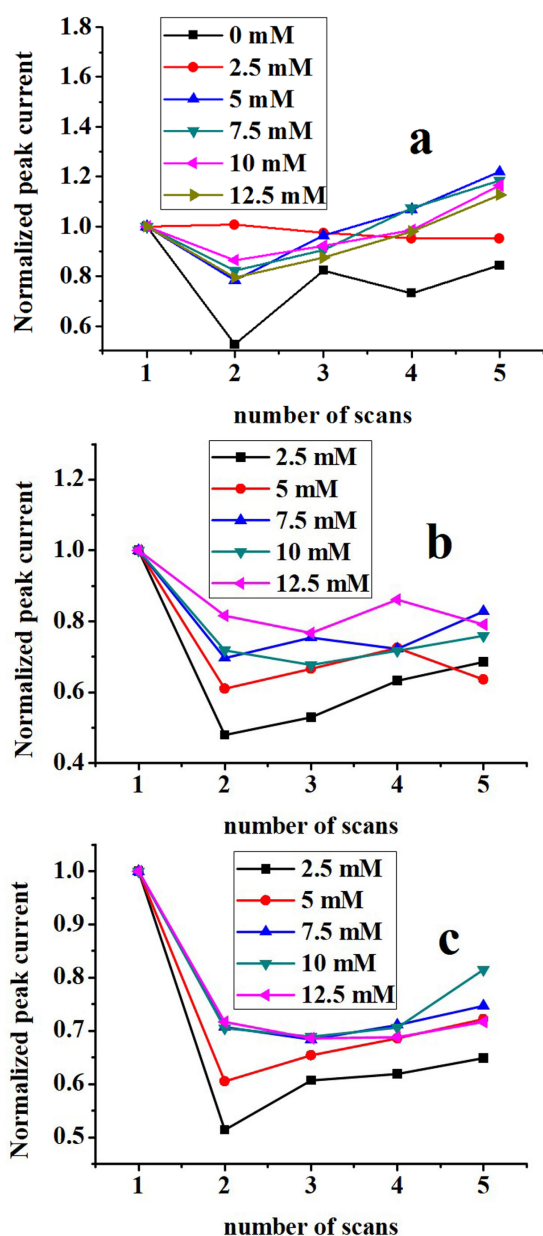 1.8
1.6
1.4
1.2
1.0
0.8
0.6
Normalized peak current
0 mM
2.5 mM
5 mM
7.5 mM
10 mM
12.5 mM
a
1 2 3 4 5
number of scans
1.2
1.0
0.8
0.6
0.4
Normalized peak current
2.5 mM
5 mM
7.5 mM
10 mM
12.5 mM
b
1 2 3 4 5
number of scans
1.0
0.9
0.8
0.7
0.6
0.5
Normalized peak current
2.5 mM
5 mM
7.5 mM
10 mM
12.5 mM
c
1 2 3 4 5
number of scans